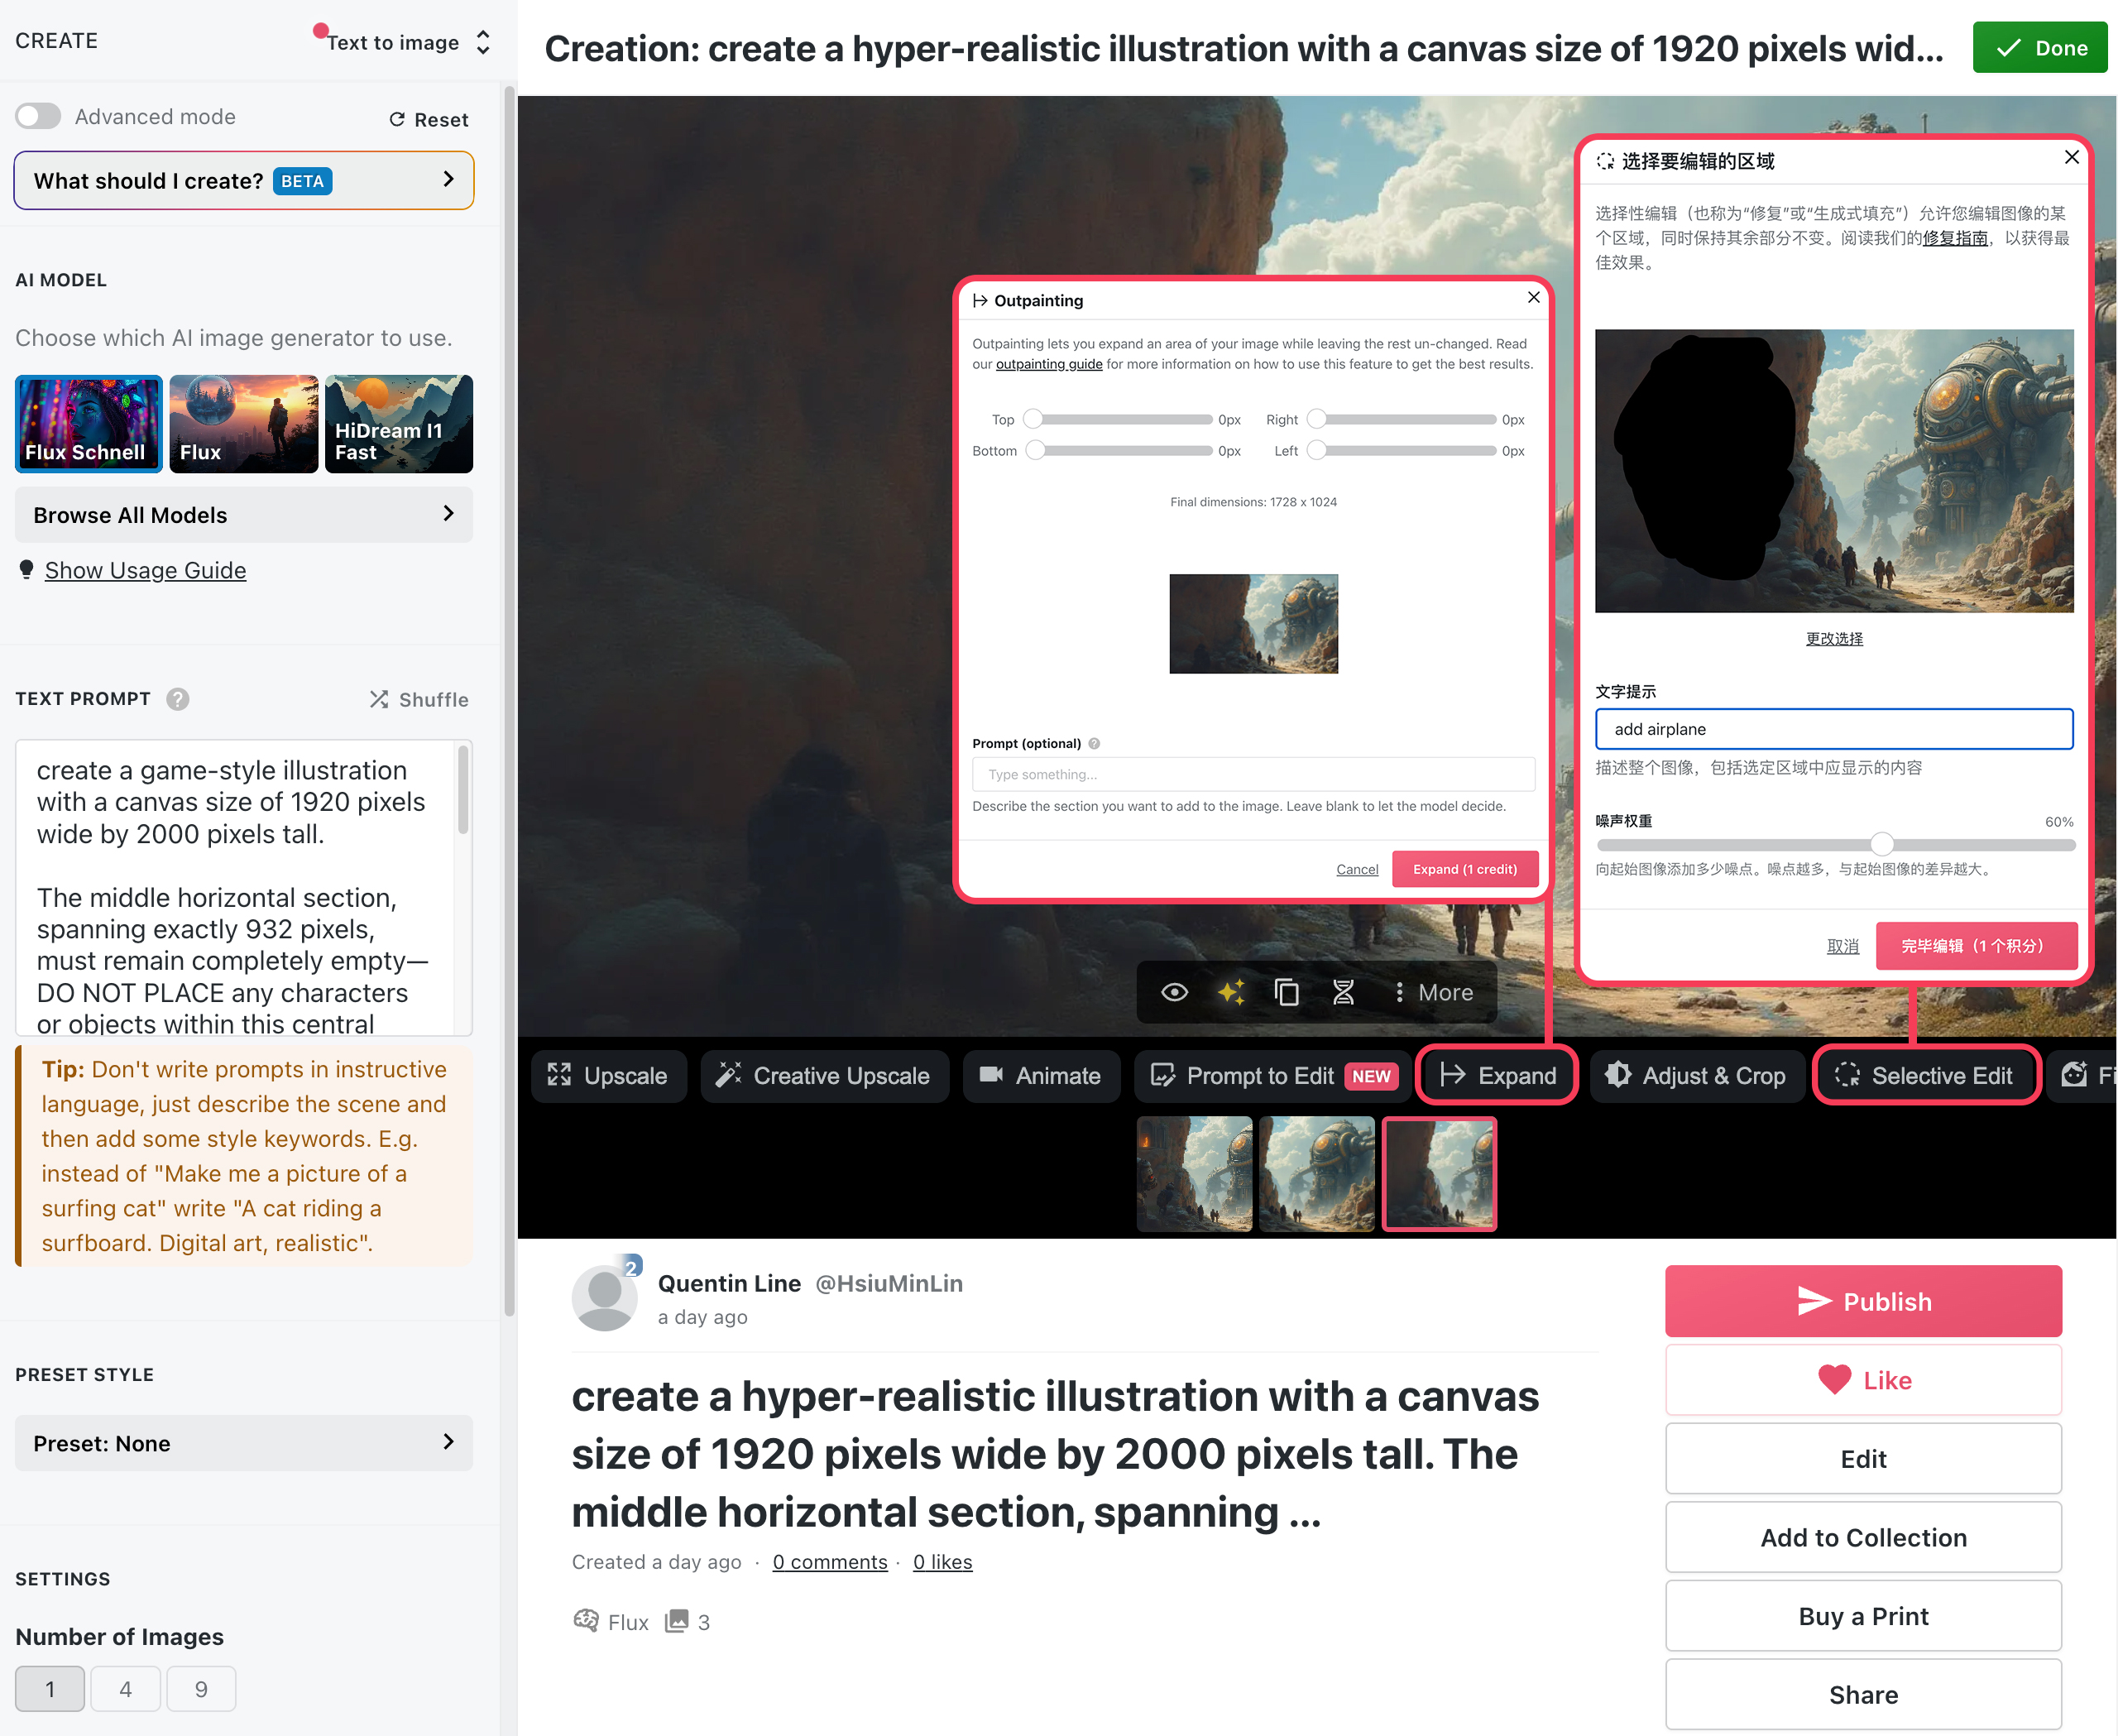 CREATE
Text to image
Advanced mode
Reset
What should I create? BETA
AI MODEL
Choose which AI image generator to use.
Flux Schnell
Flux
HiDream I1
Fast
Browse All Models
Show Usage Guide
TEXT PROMPT ?
Shuffle
create a game-style illustration
with a canvas size of 1920 pixels
wide by 2000 pixels tall.
The middle horizontal section,
spanning exactly 932 pixels,
must remain completely empty—
DO NOT PLACE any characters
or objects within this central
Tip: Don't write prompts in instructive
language, just describe the scene and
then add some style keywords. E.g.
instead of "Make me a picture of a
surfing cat" write "A cat riding a
surfboard. Digital art, realistic".
PRESET STYLE
Preset: None
SETTINGS
Number of Images
1
4
9
Creation: create a hyper-realistic illustration with a canvas size of 1920 pixels wid...
Done
Outpainting
Outpainting lets you expand an area of your image while leaving the rest un-changed. Read
our outpainting guide for more information on how to use this feature to get the best results.
Top 0px Right 0px
Bottom 0px Left 0px
Final dimensions: 1728 x 1024
Prompt (optional) ?
Type something...
Describe the section you want to add to the image. Leave blank to let the model decide.
Cancel
Expand (1 credit)
选择要编辑的区域
选择性编辑（也称为“修复”或“生成式填充”）允许您编辑图像的某
个区域，同时保持其余部分不变。阅读我们的修复指南，以获得最
佳效果。
更改选择
文字提示
add airplane
描述整个图像，包括选定区域中应显示的内容
噪声权重 60%
向起始图像添加多少噪点。噪点越多，与起始图像的差异越大。
取消
完毕编辑（1 个积分）
More
Upscale
Creative Upscale
Animate
Prompt to Edit NEW
Expand
Adjust & Crop
Selective Edit
Fi
2
Quentin Line @HsiuMinLin
a day ago
create a hyper-realistic illustration with a canvas
size of 1920 pixels wide by 2000 pixels tall. The
middle horizontal section, spanning ...
Created a day ago · 0 comments · 0 likes
Flux 3
Publish
Like
Edit
Add to Collection
Buy a Print
Share